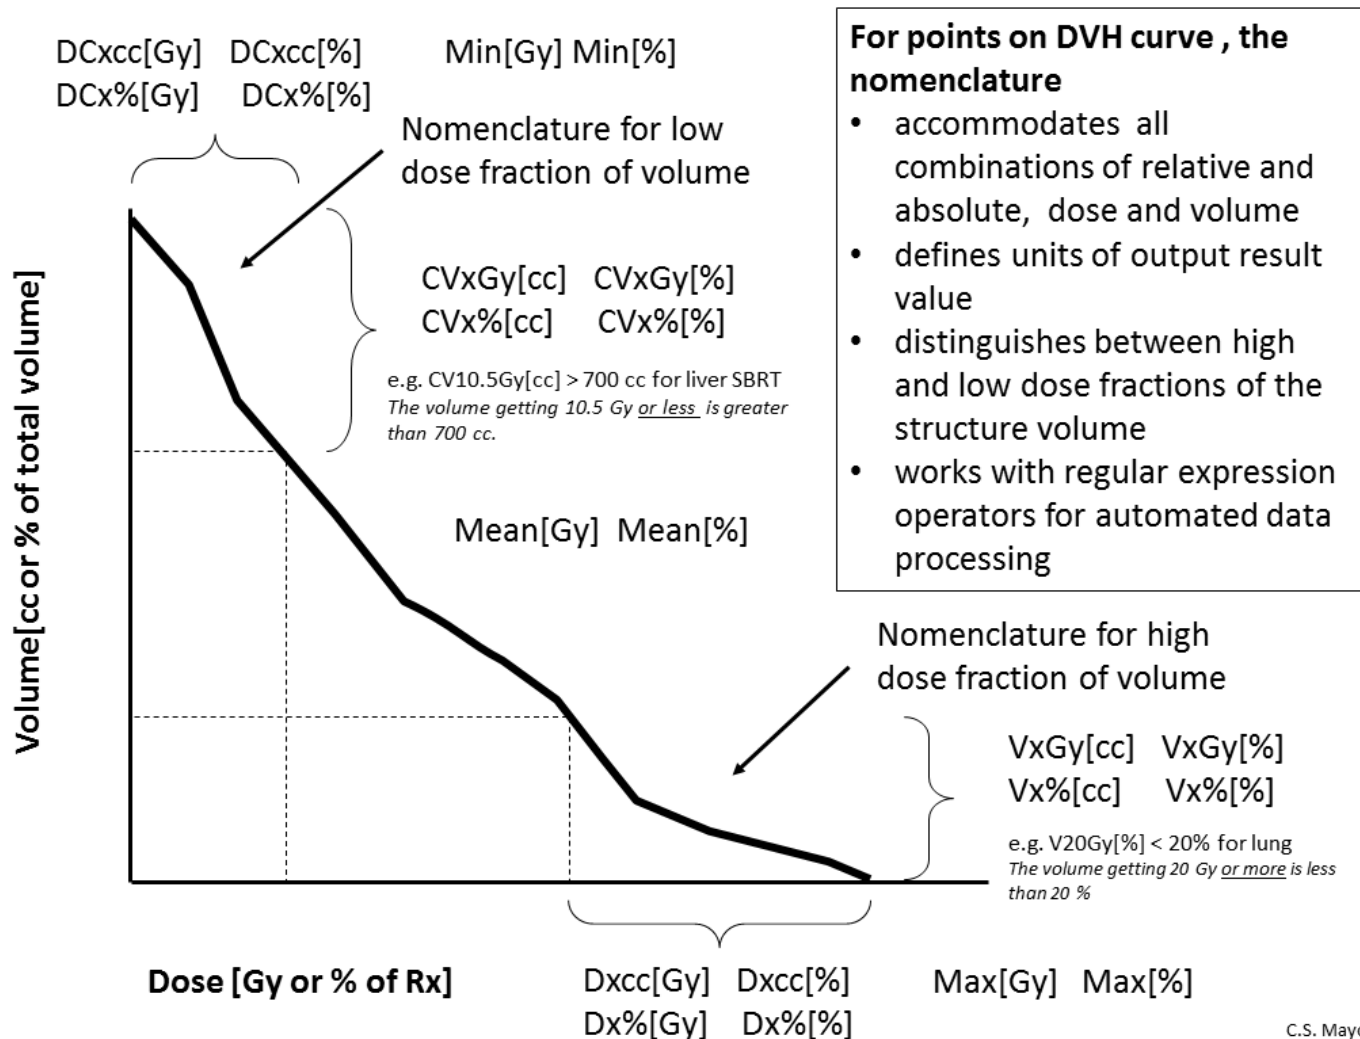 DCxcc[Gy] DCxcc[%]
DCx%[Gy] DCx%[%]
Min[Gy] Min[%]
Nomenclature for low
dose fraction of volume
CVxGy[cc] CVxGy[%]
CVx%[cc] CVx%[%]
e.g. CV10.5Gy[cc] > 700 cc for liver SBRT
The volume getting 10.5 Gy or less is greater
than 700 cc.
Mean[Gy] Mean[%]
For points on DVH curve , the
nomenclature
• accommodates all
combinations of relative and
absolute, dose and volume
• defines units of output result
value
• distinguishes between high
and low dose fractions of the
structure volume
• works with regular expression
operators for automated data
processing
Nomenclature for high
dose fraction of volume
VxGy[cc] VxGy[%]
Vx%[cc] Vx%[%]
e.g. V20Gy[%] < 20% for lung
The volume getting 20 Gy or more is less
than 20 %
Volume[cc or % of total volume]
Dose [Gy or % of Rx]
Dxcc[Gy] Dxcc[%]
Dx%[Gy] Dx%[%]
Max[Gy] Max[%]
C.S. Mayo